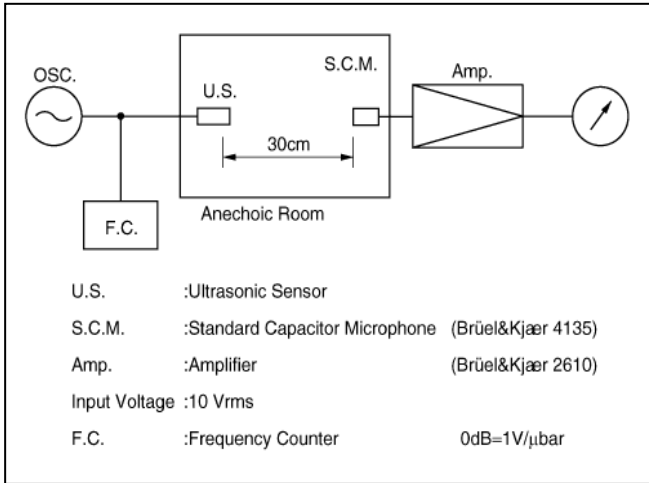 OSC.
U.S.
S.C.M.
Amp.
30cm
F.C.
Anechoic Room
U.S. :Ultrasonic Sensor
S.C.M. :Standard Capacitor Microphone (Brüel&Kjær 4135)
Amp. :Amplifier (Brüel&Kjær 2610)
Input Voltage :10 Vrms
F.C. :Frequency Counter 0dB=1V/μbar